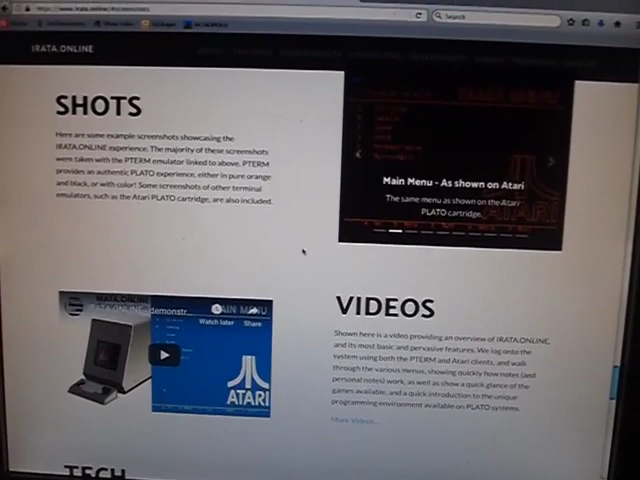 Search
IRATA.ONLINE
SHOTS
Here are some example screenshots showcasing the
IRATA.ONLINE experience. The majority of these screenshots
were taken with the PTERM emulator linked to above. PTERM
provides an authentic PLATO experience, either in pure orange
and black, or with color! Some screenshots of other terminal
emulators, such as the Atari PLATO cartridge, are also included.
Main Menu - As shown on Atari
The same menu as shown on the Atari
PLATO cartridge.
ATARI
IRATA.ONLINE
demonstr...
MAIN MENU
Watch later
Share
ATARI
VIDEOS
Shown here is a video providing an overview of IRATA.ONLINE,
and its most basic and pervasive features. We log onto the
system using both the PTERM and Atari clients, and walk
through the various menus, showing quickly how notes (and
personal notes) work, as well as show a quick glance of the
games available, and a quick introduction to the unique
programming environment available on PLATO systems.
More Videos...
TECH